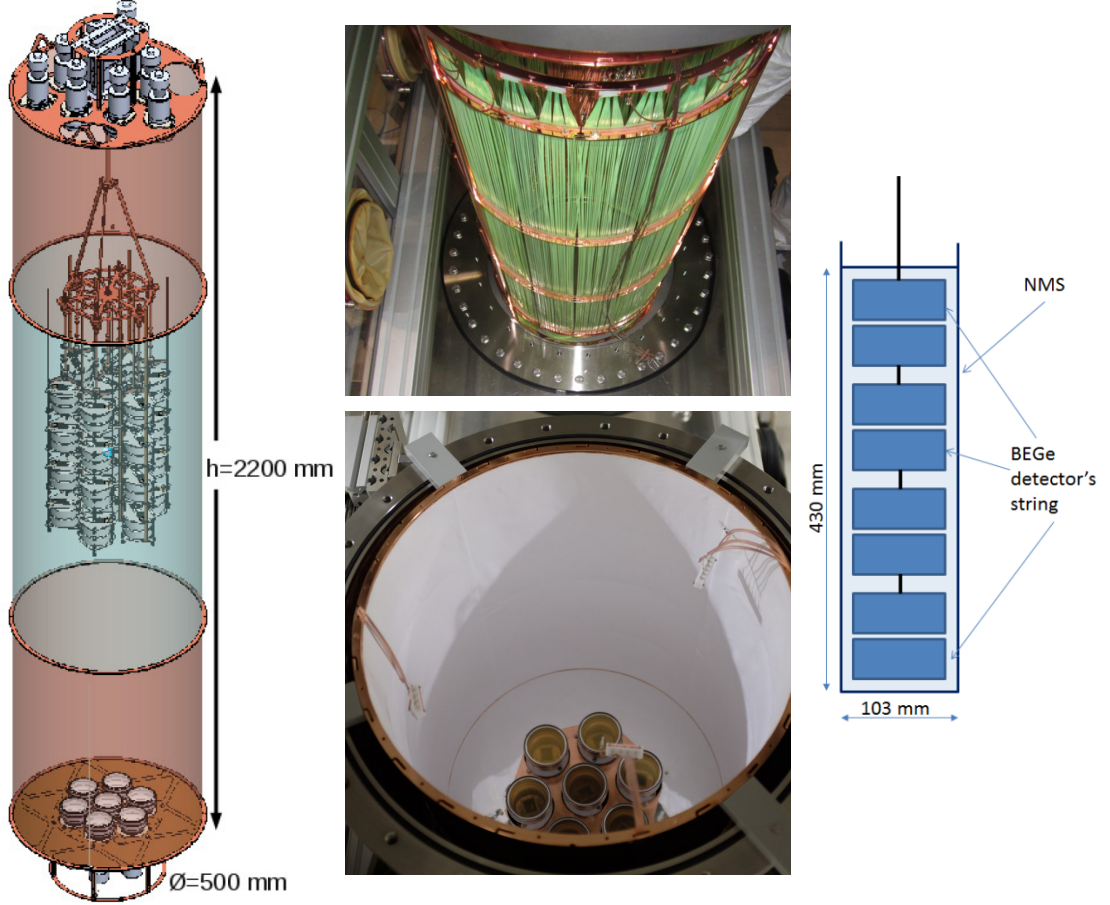 h=2200 mm
Ø=500 mm
NMS
BEGe
detector's
string
430 mm
103 mm